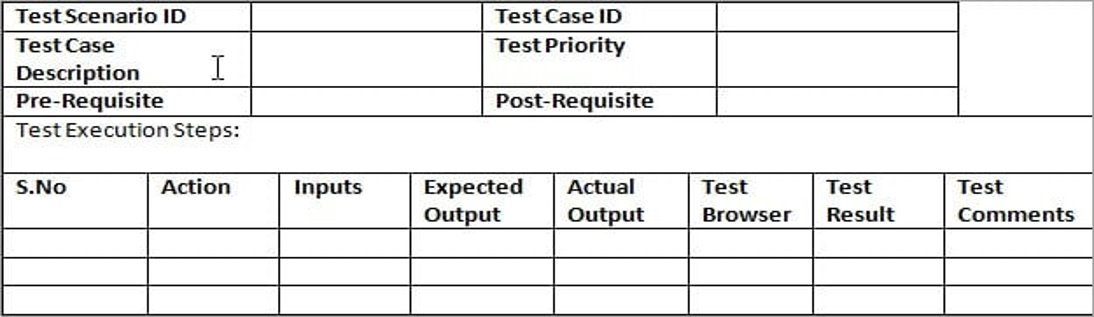 Test Scenario ID Test Case ID
Test Case Test Priority
Description
Pre-Requisite Post-Requisite
Test Execution Steps:
S.No Action Inputs Expected Actual Test Test Test
Output Output Browser Result Comments